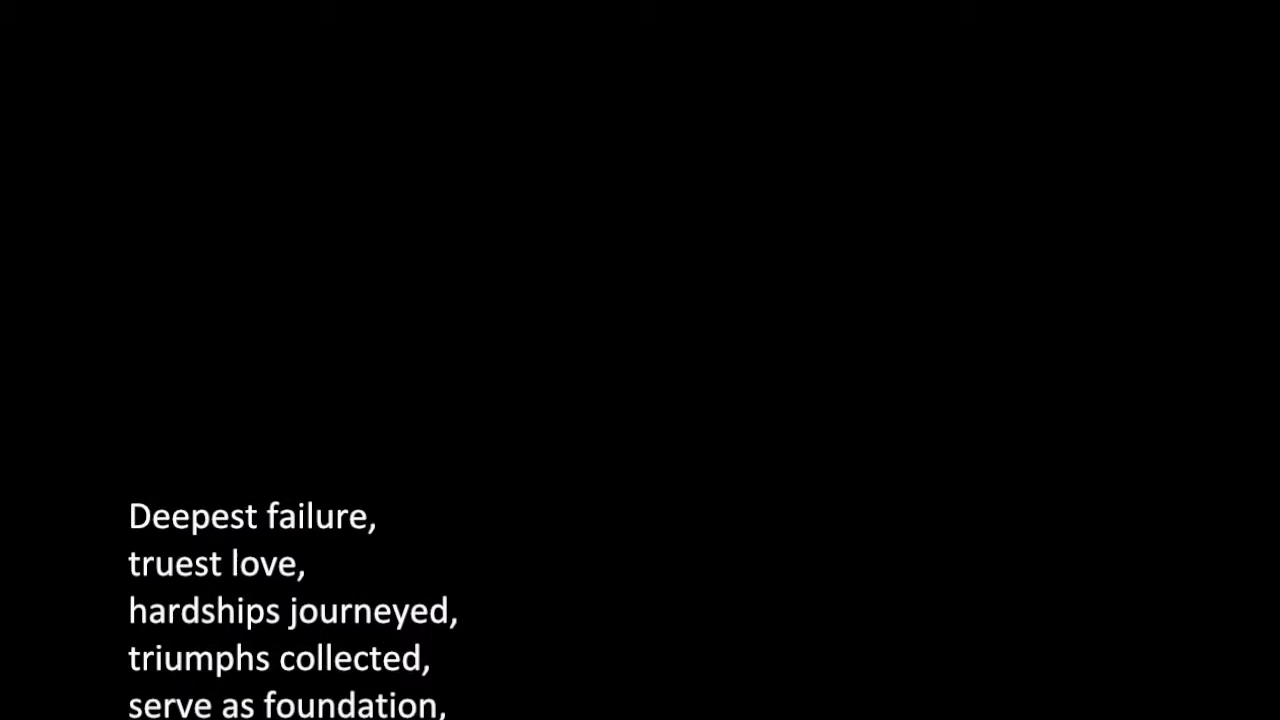 Deepest failure,
truest love,
hardships journeyed,
triumphs collected,
serve as foundation,